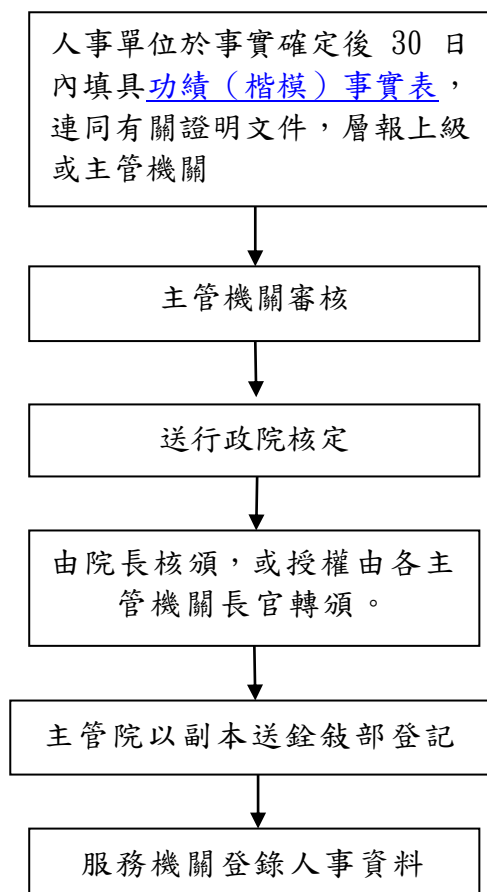 人事單位於事實確定後 30 日
內填具功績（楷模）事實表，
連同有關證明文件，層報上級
或主管機關
主管機關審核
送行政院核定
由院長核頒，或授權由各主
管機關長官轉頒。
主管院以副本送銓敍部登記
服務機關登錄人事資料